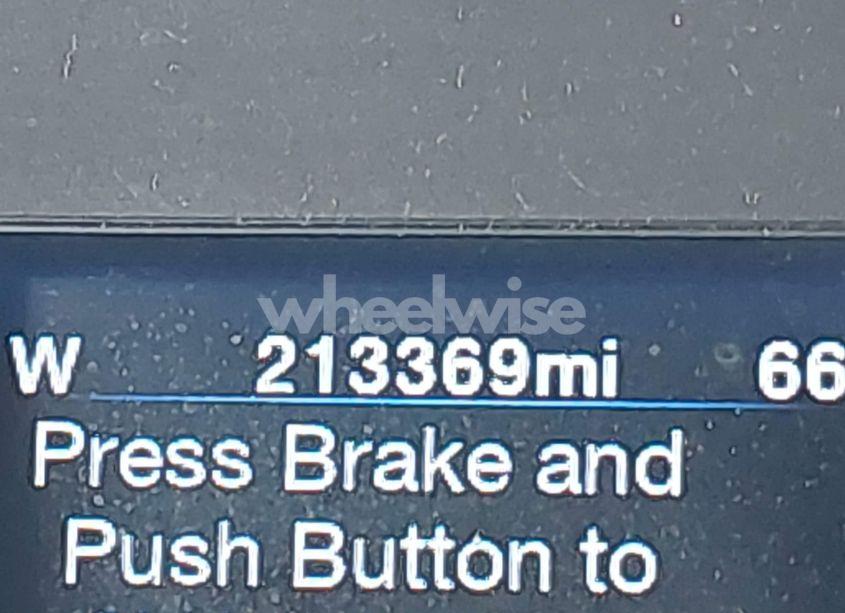 wheelwise
W 213369mi 66
Press Brake and
Push Button to